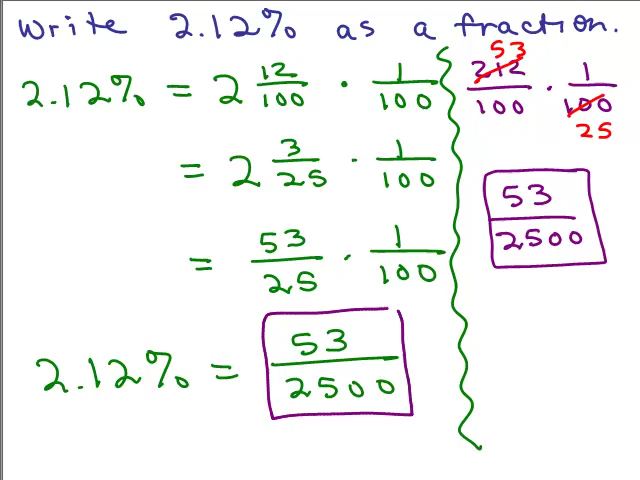 Write 2.12% as a fraction.
2.12% = 2 12/100 · 1/100
= 2 3/25 · 1/100
= 53/25 · 1/100
2.12% = 53/2500
53
212/100 · 1/100
25
53/2500